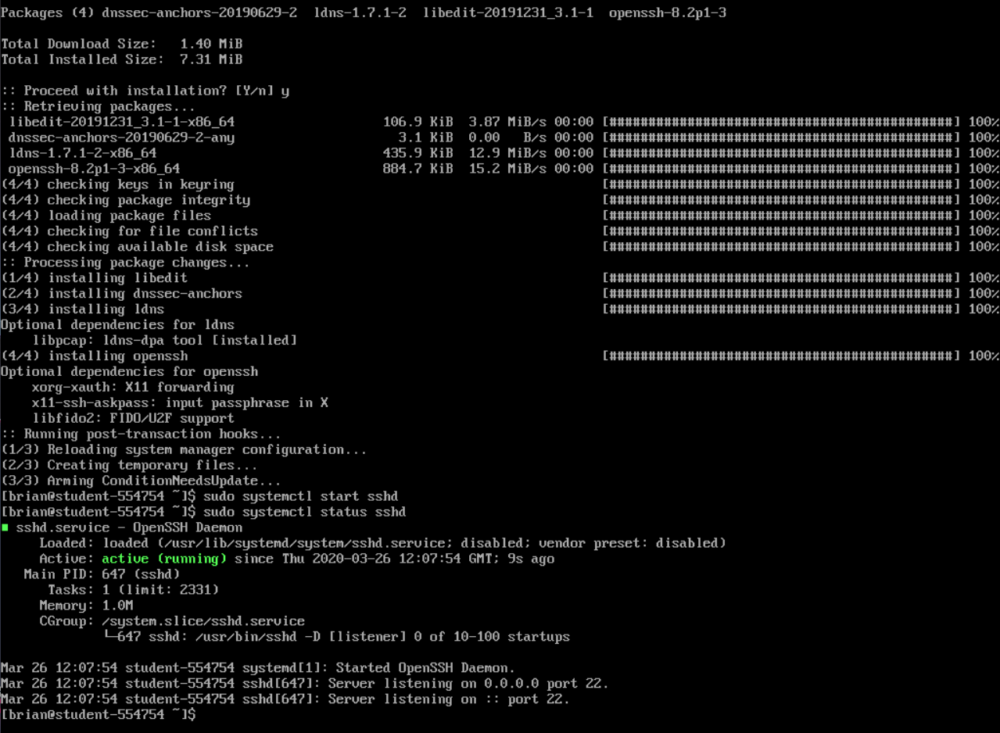 Packages (4) dnssec-anchors-20190629-2  ldns-1.7.1-2  libedit-20191231_3.1-1  openssh-8.2p1-3
Total Download Size:   1.40 MiB
Total Installed Size:  7.31 MiB
:: Proceed with installation? [Y/n] y
:: Retrieving packages...
 libedit-20191231_3.1-1-x86_64                   106.9 KiB  3.87 MiB/s 00:00 [############################################] 100%
 dnssec-anchors-20190629-2-any                     3.1 KiB  0.00   B/s 00:00 [############################################] 100%
 ldns-1.7.1-2-x86_64                             435.9 KiB  12.9 MiB/s 00:00 [############################################] 100%
 openssh-8.2p1-3-x86_64                          884.7 KiB  15.2 MiB/s 00:00 [############################################] 100%
(4/4) checking keys in keyring                                               [############################################] 100%
(4/4) checking package integrity                                             [############################################] 100%
(4/4) loading package files                                                  [############################################] 100%
(4/4) checking for file conflicts                                            [############################################] 100%
(4/4) checking available disk space                                          [############################################] 100%
:: Processing package changes...
(1/4) installing libedit                                                     [############################################] 100%
(2/4) installing dnssec-anchors                                              [############################################] 100%
(3/4) installing ldns                                                        [############################################] 100%
Optional dependencies for ldns
    libpcap: ldns-dpa tool [installed]
(4/4) installing openssh                                                     [############################################] 100%
Optional dependencies for openssh
    xorg-xauth: X11 forwarding
    x11-ssh-askpass: input passphrase in X
    libfido2: FIDO/U2F support
:: Running post-transaction hooks...
(1/3) Reloading system manager configuration...
(2/3) Creating temporary files...
(3/3) Arming ConditionNeedsUpdate...
[brian@student-554754 ~]$ sudo systemctl start sshd
[brian@student-554754 ~]$ sudo systemctl status sshd
■ sshd.service - OpenSSH Daemon
     Loaded: loaded (/usr/lib/systemd/system/sshd.service; disabled; vendor preset: disabled)
     Active: active (running) since Thu 2020-03-26 12:07:54 GMT; 9s ago
   Main PID: 647 (sshd)
      Tasks: 1 (limit: 2331)
     Memory: 1.0M
     CGroup: /system.slice/sshd.service
             └─647 sshd: /usr/bin/sshd -D [listener] 0 of 10-100 startups
Mar 26 12:07:54 student-554754 systemd[1]: Started OpenSSH Daemon.
Mar 26 12:07:54 student-554754 sshd[647]: Server listening on 0.0.0.0 port 22.
Mar 26 12:07:54 student-554754 sshd[647]: Server listening on :: port 22.
[brian@student-554754 ~]$